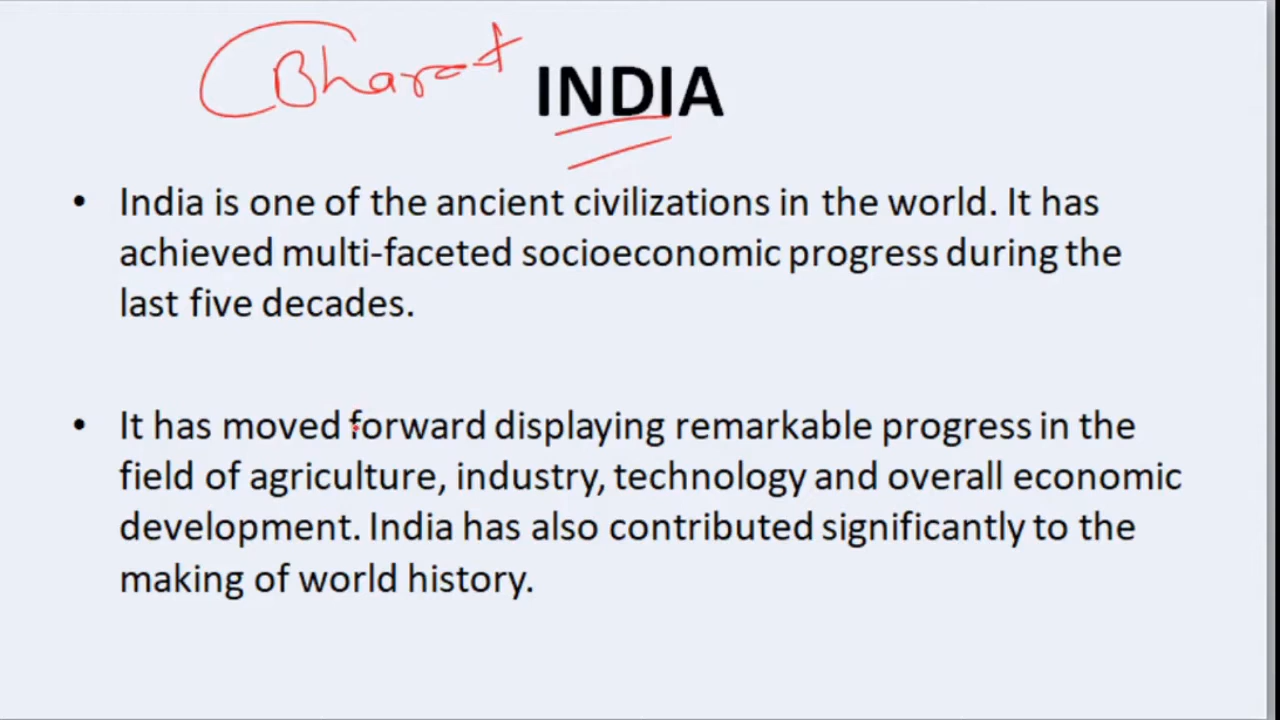 Bharat
INDIA
• India is one of the ancient civilizations in the world. It has
achieved multi-faceted socioeconomic progress during the
last five decades.
• It has moved forward displaying remarkable progress in the
field of agriculture, industry, technology and overall economic
development. India has also contributed significantly to the
making of world history.